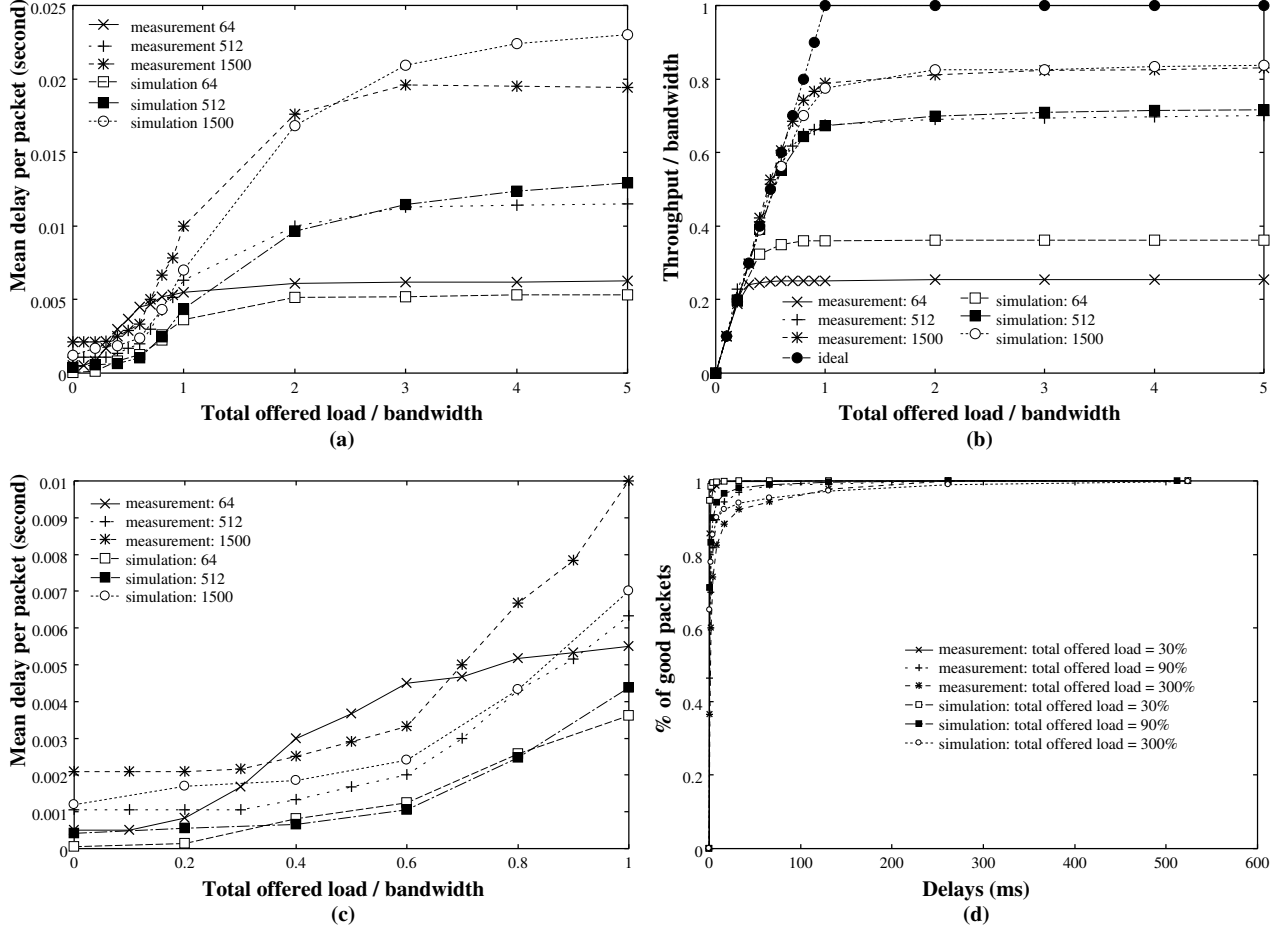 Mean delay per packet (second)
0.025
0.02
0.015
0.01
0.005
0
measurement 64
measurement 512
measurement 1500
simulation 64
simulation 512
simulation 1500
0 1 2 3 4 5
Total offered load / bandwidth
(a)
Throughput / bandwidth
1
0.8
0.6
0.4
0.2
0
measurement: 64
measurement: 512
measurement: 1500
ideal
simulation: 64
simulation: 512
simulation: 1500
0 1 2 3 4 5
Total offered load / bandwidth
(b)
Mean delay per packet (second)
0.01
0.009
0.008
0.007
0.006
0.005
0.004
0.003
0.002
0.001
0
measurement: 64
measurement: 512
measurement: 1500
simulation: 64
simulation: 512
simulation: 1500
0 0.2 0.4 0.6 0.8 1
Total offered load / bandwidth
(c)
% of good packets
1
0.8
0.6
0.4
0.2
0
measurement: total offered load = 30%
measurement: total offered load = 90%
measurement: total offered load = 300%
simulation: total offered load = 30%
simulation: total offered load = 90%
simulation: total offered load = 300%
0 100 200 300 400 500 600
Delays (ms)
(d)